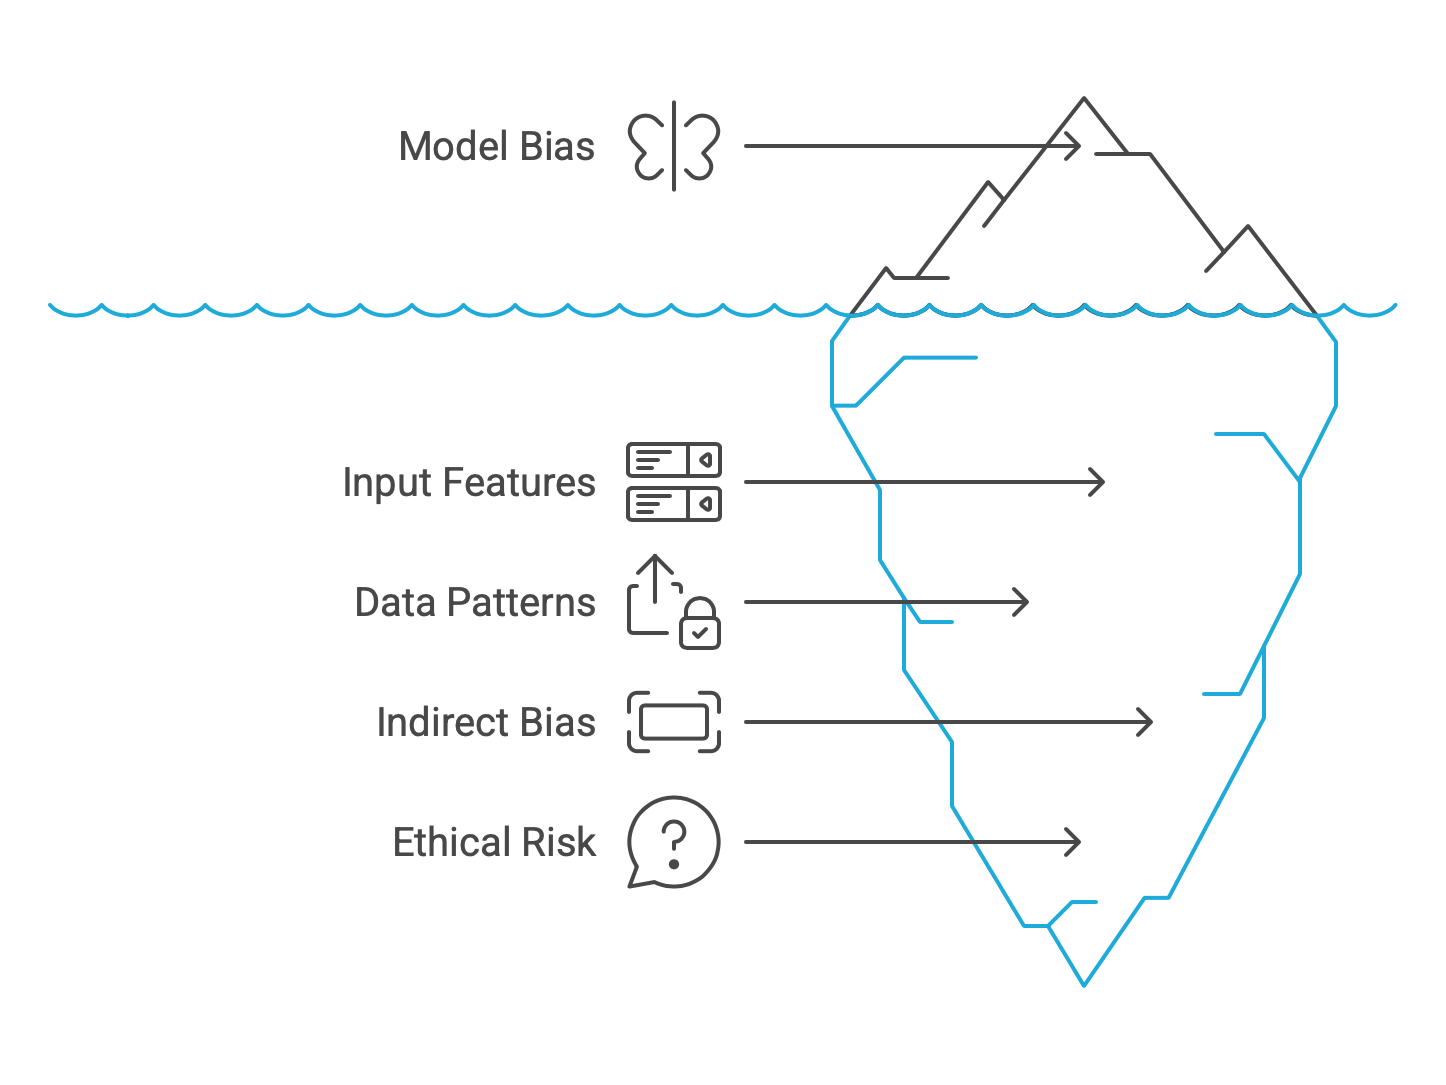 Model Bias
Input Features
Data Patterns
Indirect Bias
Ethical Risk